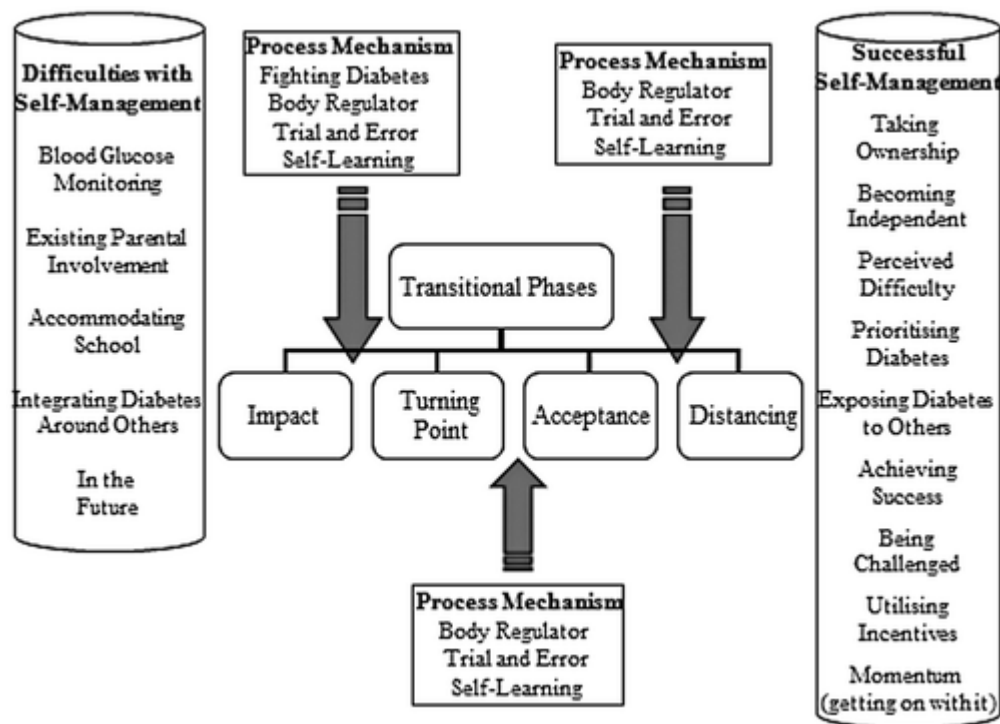 Difficulties with
Self-Management
Blood Glucose
Monitoring
Existing Parental
Involvement
Accommodating
School
Integrating Diabetes
Around Others
In the
Future
Process Mechanism
Fighting Diabetes
Body Regulator
Trial and Error
Self-Learning
Process Mechanism
Body Regulator
Trial and Error
Self-Learning
Transitional Phases
Impact
Turning
Point
Acceptance
Distancing
Process Mechanism
Body Regulator
Trial and Error
Self-Learning
Successful
Self-Management
Taking
Ownership
Becoming
Independent
Perceived
Difficulty
Prioritising
Diabetes
Exposing Diabetes
to Others
Achieving
Success
Being
Challenged
Utilising
Incentives
Momentum
(getting on with it)